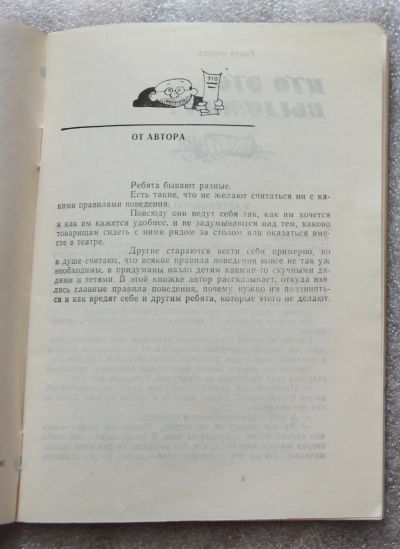 ЭТО
ОТ АВТОРА
Ребята бывают разные.
Есть такие, что не желают считаться ни с ка-
кими правилами поведения.
Повсюду они ведут себя так, как им хочется
и как им кажется удобнее, и не задумываются над тем, каково
товарищам сидеть с ними рядом за столом или оказаться вме-
сте в театре.
Другие стараются вести себя примерно, но
в душе считают, что всякие правила поведения вовсе не так уж
необходимы, а придуманы назло детям какими-то скучными дя-
дями и тетями. В этой книжке автор рассказывает, откуда взя-
лись главные правила поведения, почему нужно им подчинять-
ся и как вредят себе и другим ребята, которые этого не делают.